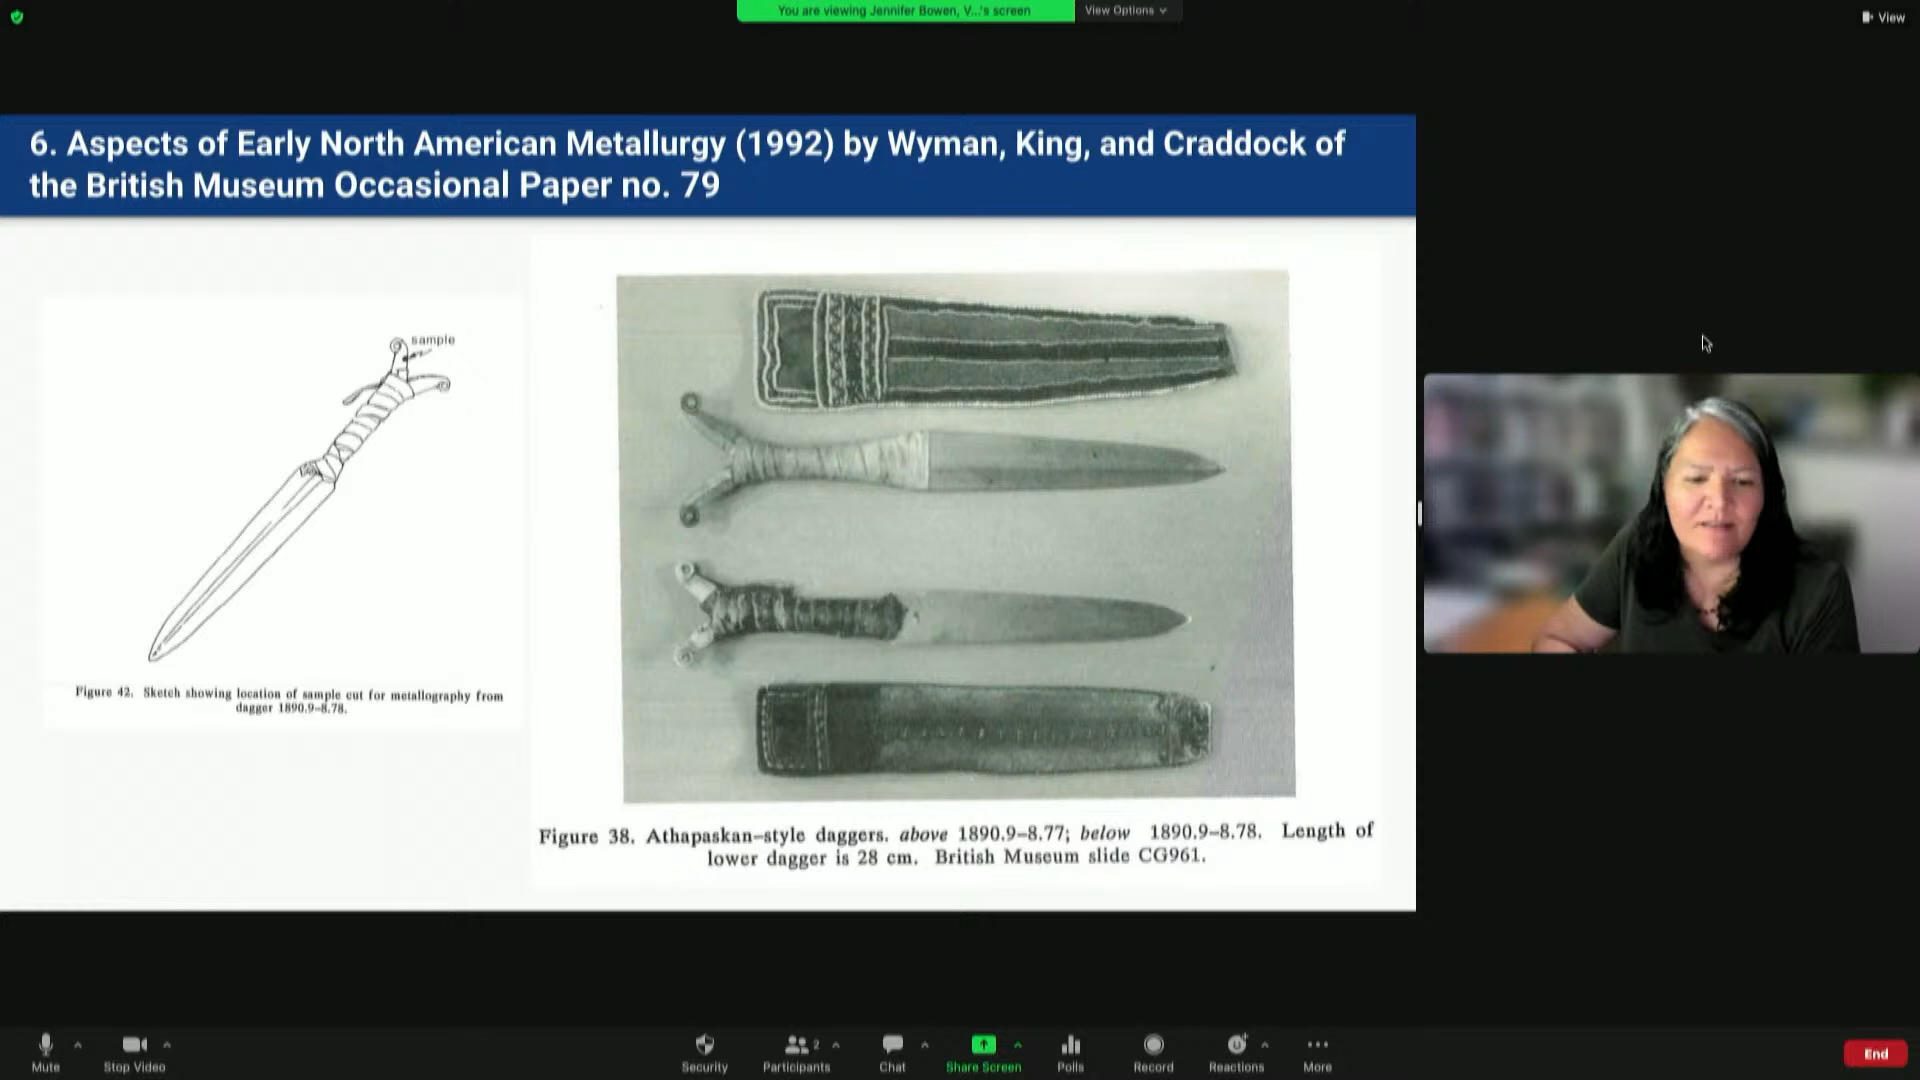 You are viewing Jennifer Bowen, V...'s screen
View Options
View
6. Aspects of Early North American Metallurgy (1992) by Wyman, King, and Craddock of
the British Museum Occasional Paper no. 79
sample
Figure 42. Sketch showing location of sample cut for metallography from
dagger 1890.9-8.78.
Figure 38. Athapaskan-style daggers. above 1890.9-8.77; below 1890.9-8.78. Length of
lower dagger is 28 cm. British Museum slide CG961.
Mute
Stop Video
Security
2
Participants
Chat
Share Screen
Polls
Record
Reactions
More
End